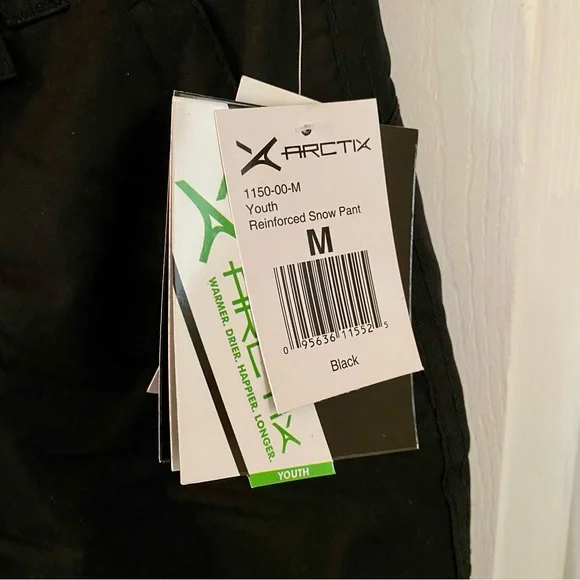 ARCTIX
1150-00-M
Youth
Reinforced Snow Pant
M
0 95636 11552 5
Black
ARCTIX
WARMER. DRIER. HAPPIER. LONGER.
YOUTH